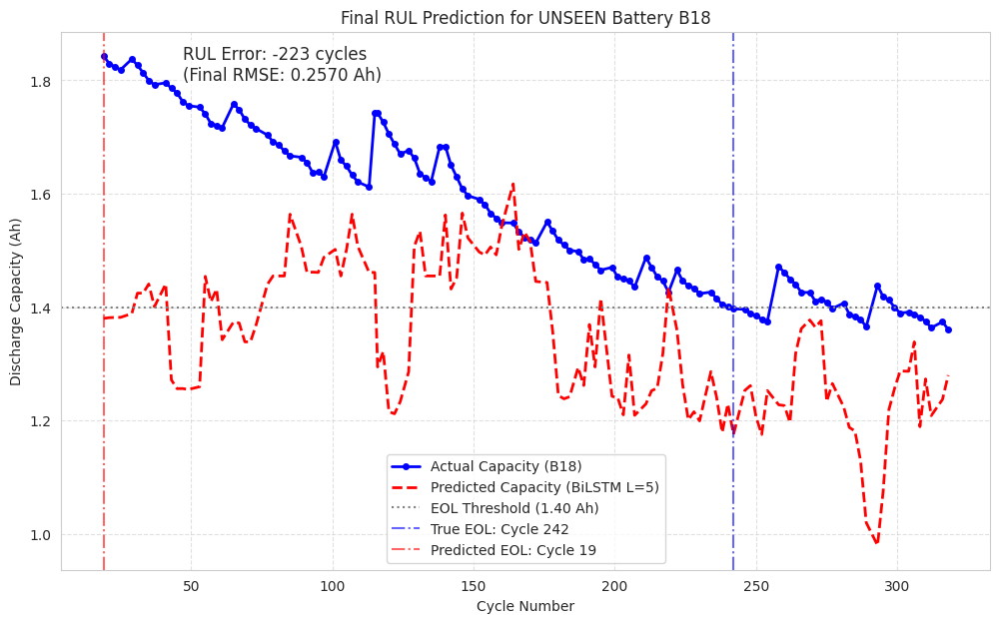 Final RUL Prediction for UNSEEN Battery B18
RUL Error: -223 cycles
(Final RMSE: 0.2570 Ah)
Discharge Capacity (Ah)
1.8
1.6
1.4
1.2
1.0
Actual Capacity (B18)
Predicted Capacity (BiLSTM L=5)
EOL Threshold (1.40 Ah)
True EOL: Cycle 242
Predicted EOL: Cycle 19
50 100 150 200 250 300
Cycle Number